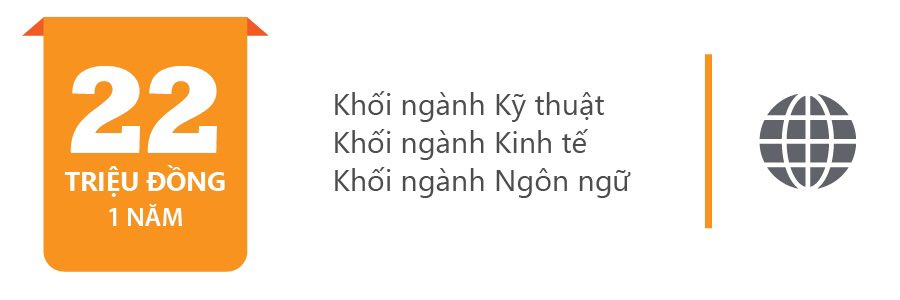 22
TRIỆU ĐỒNG
1 NĂM
Khối ngành Kỹ thuật
Khối ngành Kinh tế
Khối ngành Ngôn ngữ